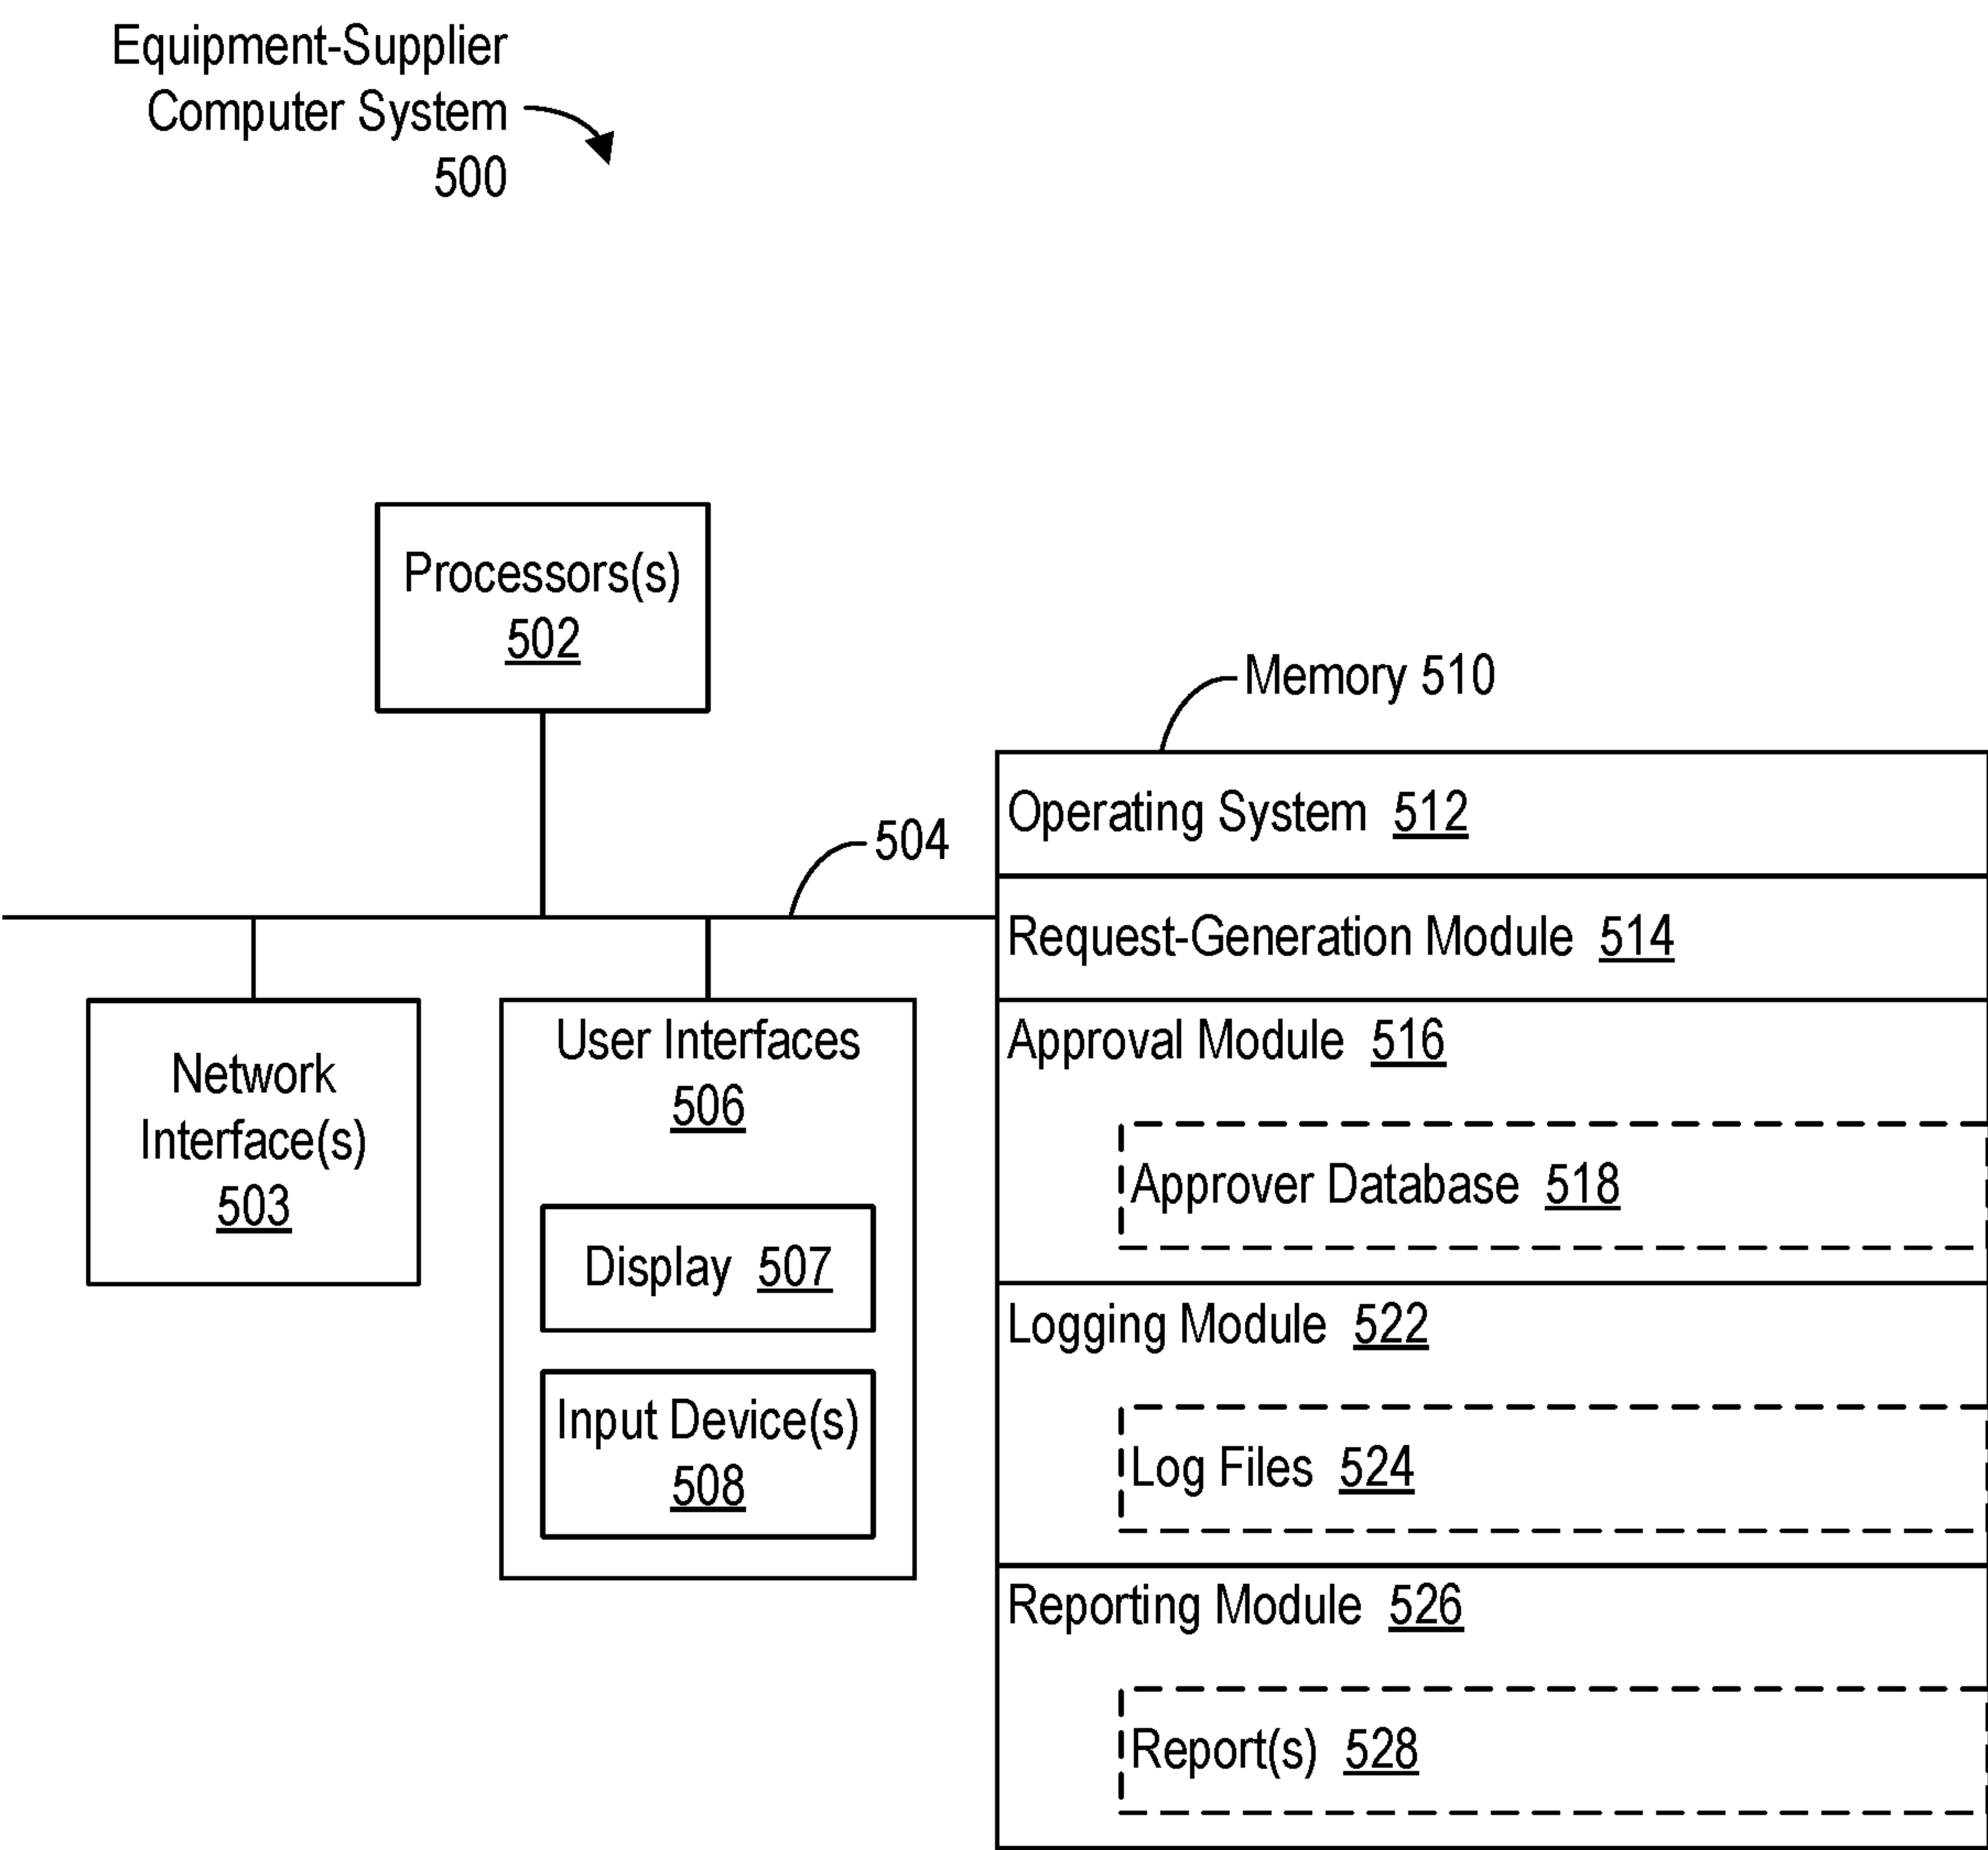 Equipment-Supplier
Computer System
500
Processors(s)
502
Memory 510
504
Network
Interface(s)
503
User Interfaces
506
Display 507
Input Device(s)
508
Operating System 512
Request-Generation Module 514
Approval Module 516
Approver Database 518
Logging Module 522
Log Files 524
Reporting Module 526
Report(s) 528